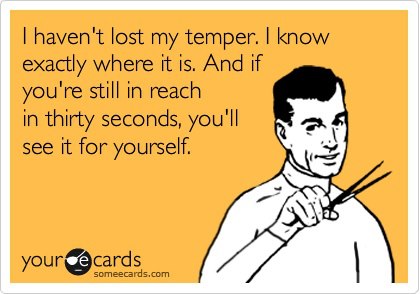 I haven't lost my temper. I know
exactly where it is. And if
you're still in reach
in thirty seconds, you'll
see it for yourself.
your e cards
someecards.com